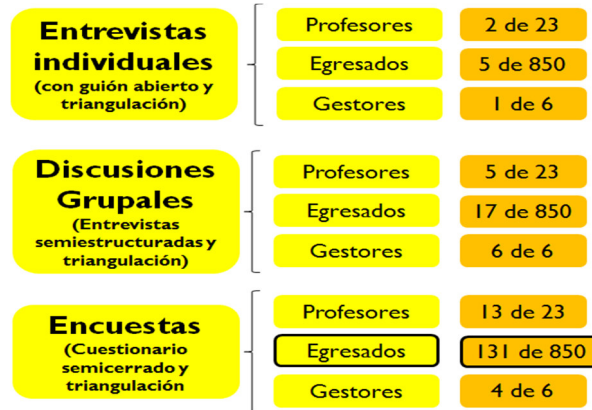 Entrevistas
individuales
(con guión abierto y
triangulación)
Profesores 2 de 23
Egresados 5 de 850
Gestores 1 de 6
Discusiones
Grupales
(Entrevistas
semiestructuradas y
triangulación)
Profesores 5 de 23
Egresados 17 de 850
Gestores 6 de 6
Encuestas
(Cuestionario
semicerrado y
triangulación
Profesores 13 de 23
Egresados 131 de 850
Gestores 4 de 6